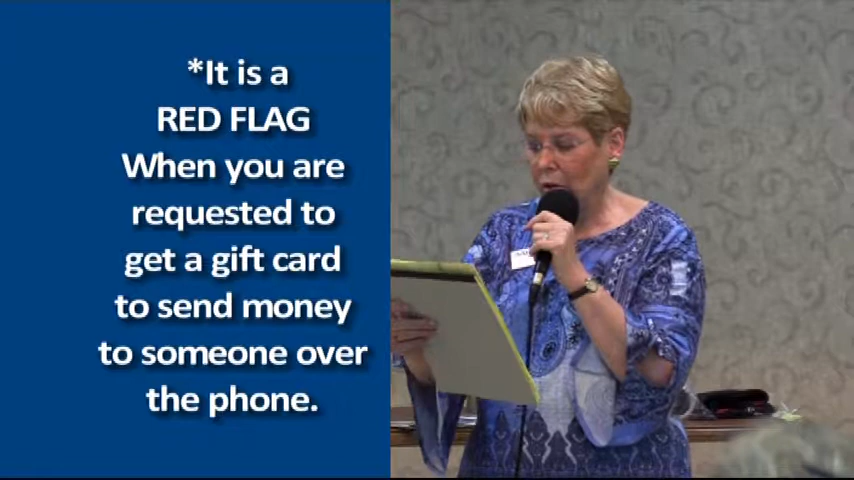 *It is a
RED FLAG
When you are
requested to
get a gift card
to send money
to someone over
the phone.